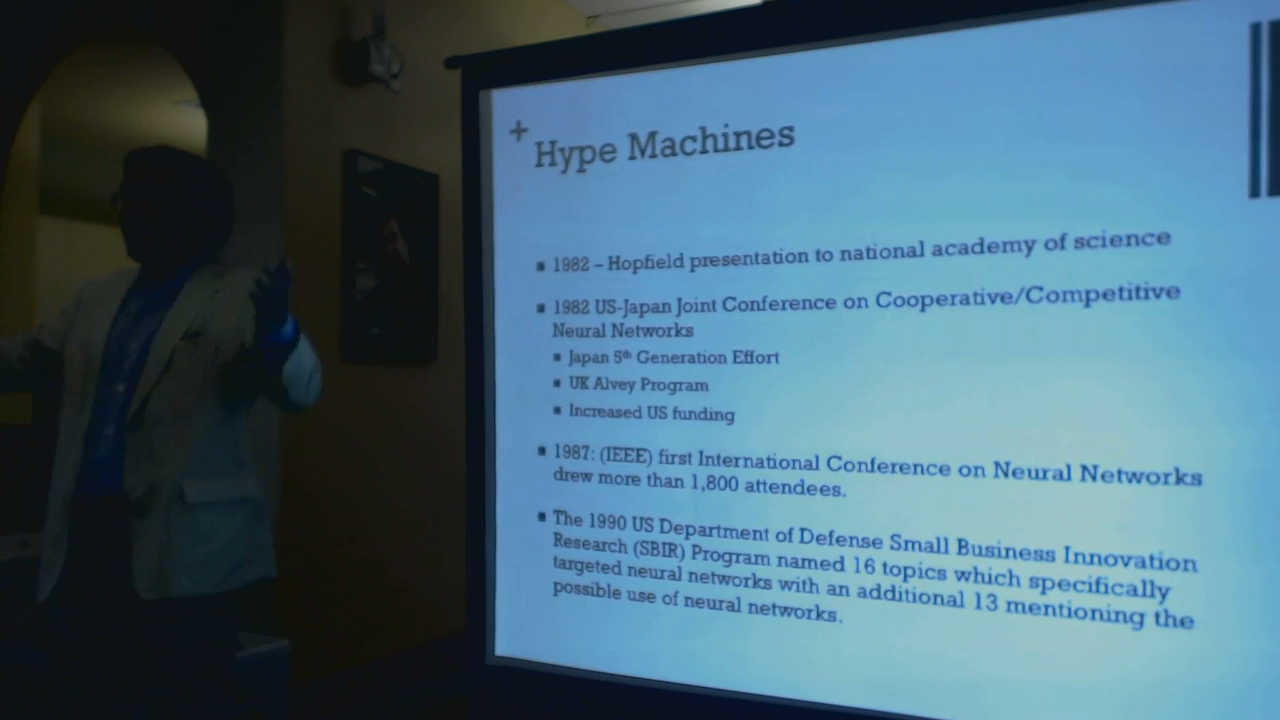 +
Hype Machines
▪ 1982 – Hopfield presentation to national academy of science
▪ 1982 US-Japan Joint Conference on Cooperative/Competitive
Neural Networks
▪ Japan 5th Generation Effort
▪ UK Alvey Program
▪ Increased US funding
▪ 1987: (IEEE) first International Conference on Neural Networks
drew more than 1,800 attendees.
▪ The 1990 US Department of Defense Small Business Innovation
Research (SBIR) Program named 16 topics which specifically
targeted neural networks with an additional 13 mentioning the
possible use of neural networks.